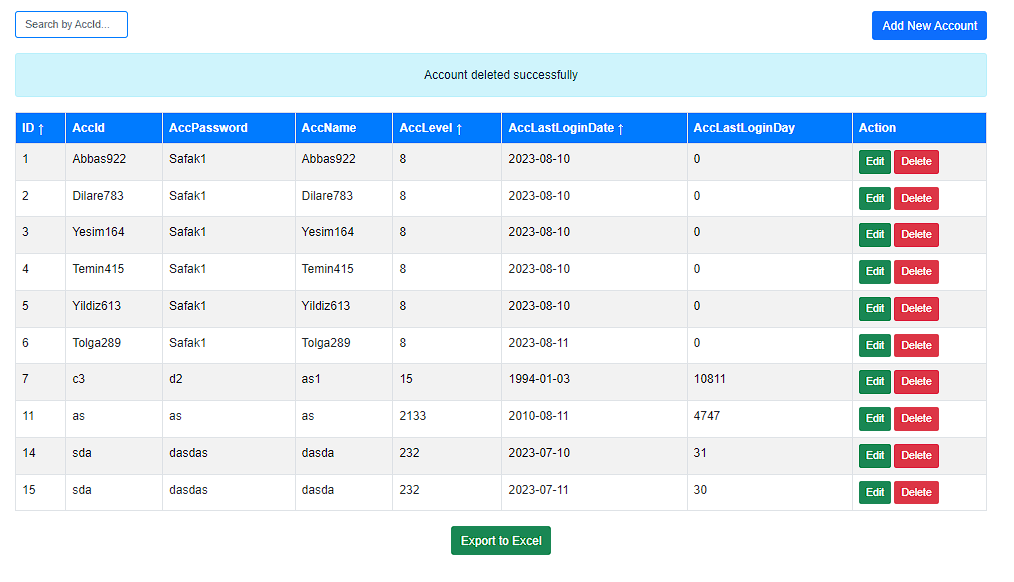 Search by AccId...
Add New Account
Account deleted successfully
ID ↑ AccId AccPassword AccName AccLevel ↑ AccLastLoginDate ↑ AccLastLoginDay Action
1 Abbas922 Safak1 Abbas922 8 2023-08-10 0 Edit Delete
2 Dilare783 Safak1 Dilare783 8 2023-08-10 0 Edit Delete
3 Yesim164 Safak1 Yesim164 8 2023-08-10 0 Edit Delete
4 Temin415 Safak1 Temin415 8 2023-08-10 0 Edit Delete
5 Yildiz613 Safak1 Yildiz613 8 2023-08-10 0 Edit Delete
6 Tolga289 Safak1 Tolga289 8 2023-08-11 0 Edit Delete
7 c3 d2 as1 15 1994-01-03 10811 Edit Delete
11 as as as 2133 2010-08-11 4747 Edit Delete
14 sda dasdas dasda 232 2023-07-10 31 Edit Delete
15 sda dasdas dasda 232 2023-07-11 30 Edit Delete
Export to Excel